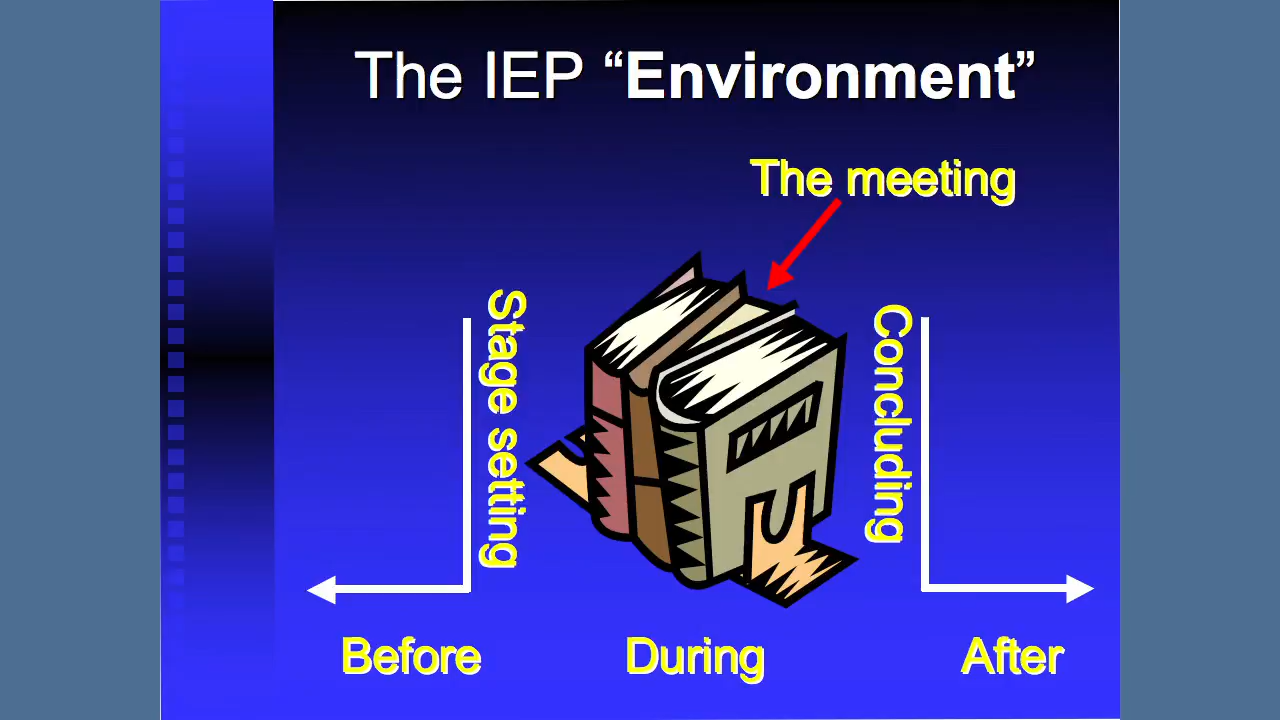 The IEP “Environment”
The meeting
Stage setting
Concluding
Before
During
After